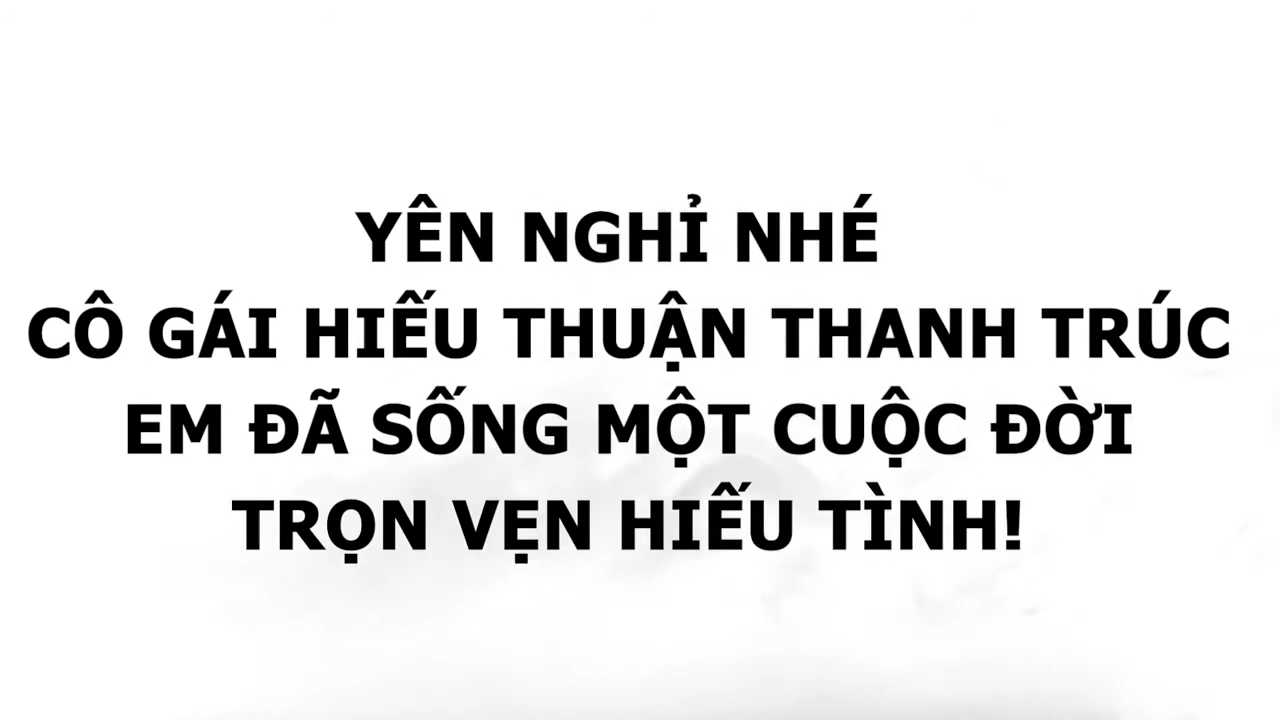 YÊN NGHỈ NHÉ
CÔ GÁI HIẾU THUẬN THANH TRÚC
EM ĐÃ SỐNG MỘT CUỘC ĐỜI
TRỌN VẸN HIẾU TÌNH!